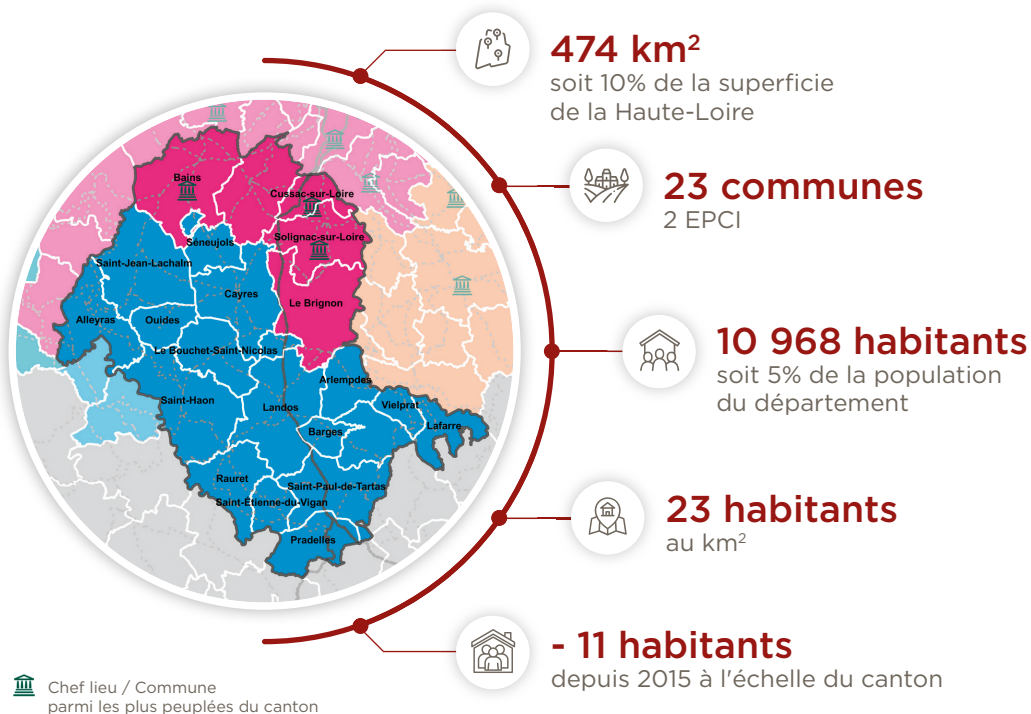 474 km²
soit 10% de la superficie
de la Haute-Loire
23 communes
2 EPCI
10 968 habitants
soit 5% de la population
du département
23 habitants
au km²
- 11 habitants
depuis 2015 à l'échelle du canton
Bains
Cussac-sur-Loire
Solignac-sur-Loire
Séneujols
Saint-Jean-Lachalm
Cayres
Le Brignon
Alleyras
Ouides
Le Bouchet-Saint-Nicolas
Arlempdes
Saint-Haon
Landos
Vielprat
Barges
Lafarre
Rauret
Saint-Paul-de-Tartas
Saint-Étienne-du-Vigan
Pradelles
Chef lieu / Commune
parmi les plus peuplées du canton